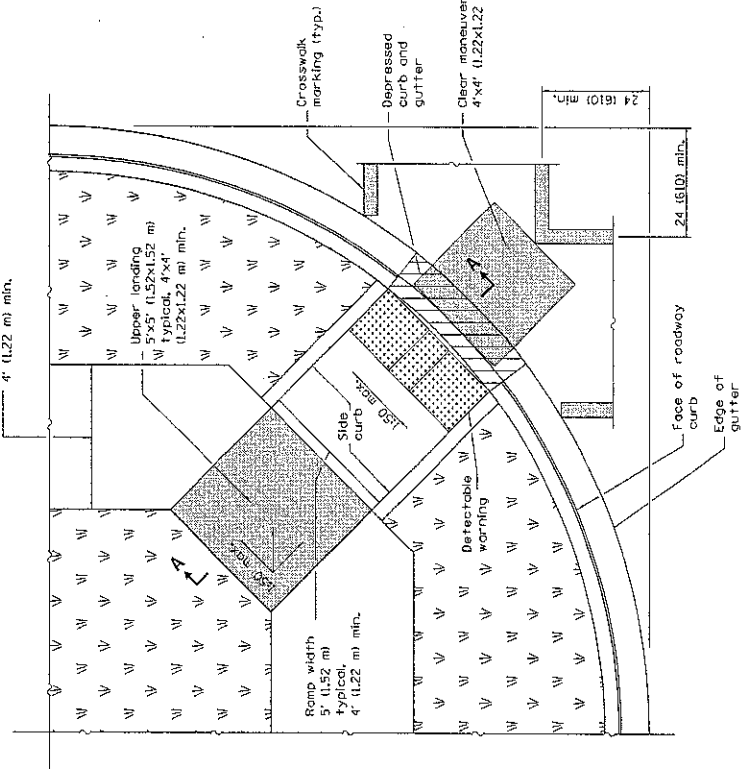 4' (1.22 m) min.
Upper landing
5'x5' (1.52x1.52 m)
typical, 4'x4'
(1.22x1.22 m) min.
Crosswalk
marking (typ.)
Depressed
curb and
gutter
Clear maneuver
4'x4' (1.22x1.22
24 (610) min.
24 (610) min.
A
A
1:50 max.
1:50 max.
Side
curb
Detectable
warning
Ramp width
5' (1.52 m)
typical,
4' (1.22 m) min.
Face of roadway
curb
Edge of
gutter